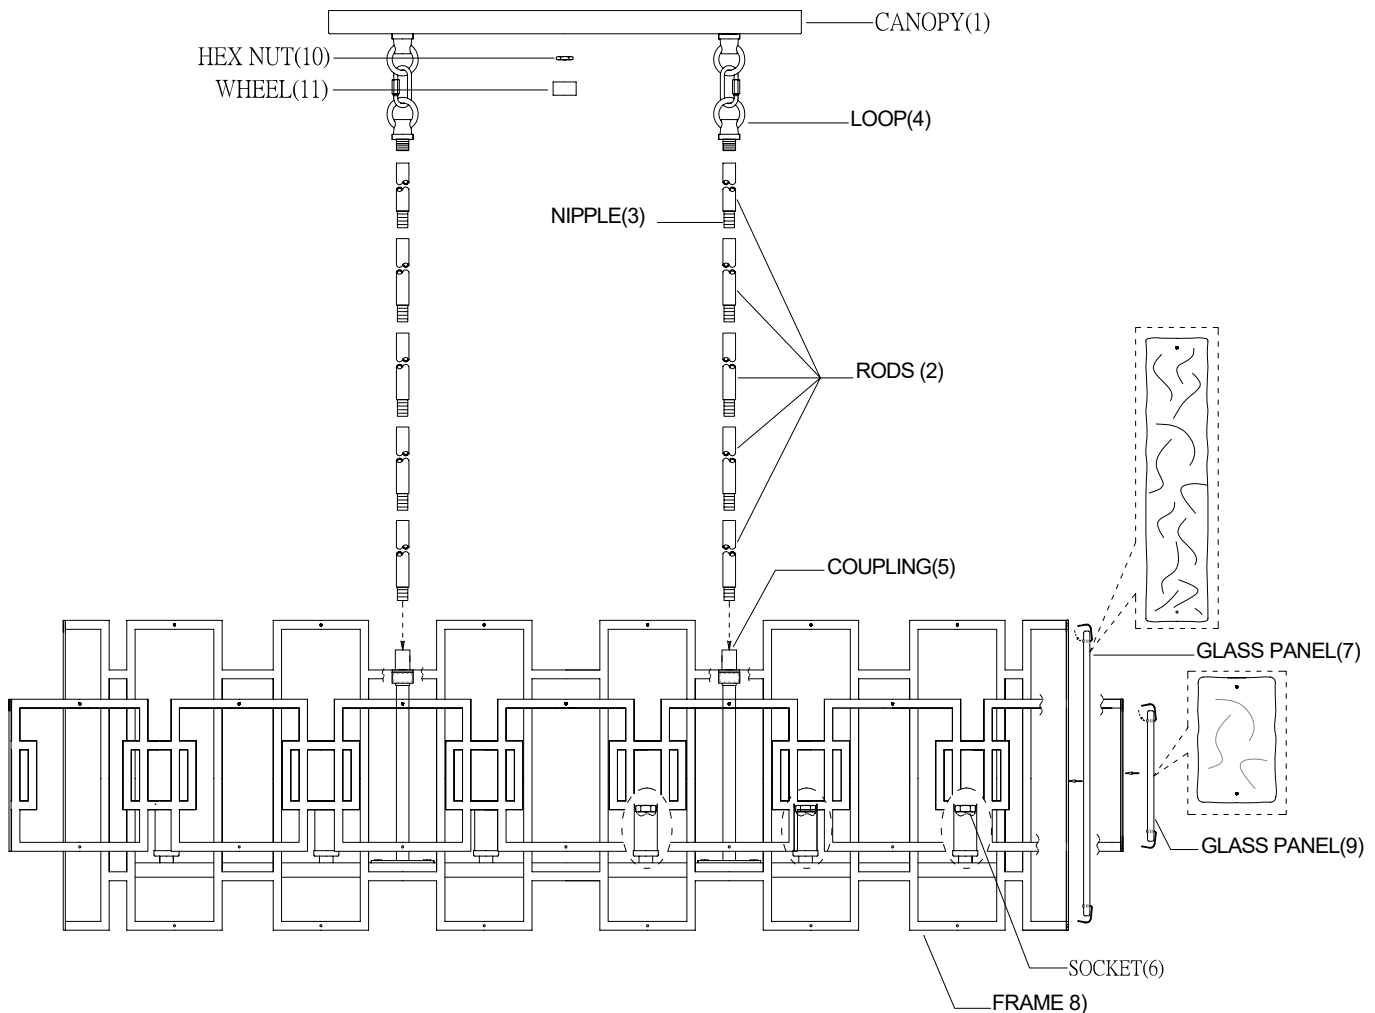 CANOPY(1)
HEX NUT(10)
WHEEL(11)
LOOP(4)
NIPPLE(3)
RODS (2)
COUPLING(5)
GLASS PANEL(7)
GLASS PANEL(9)
SOCKET(6)
FRAME 8)